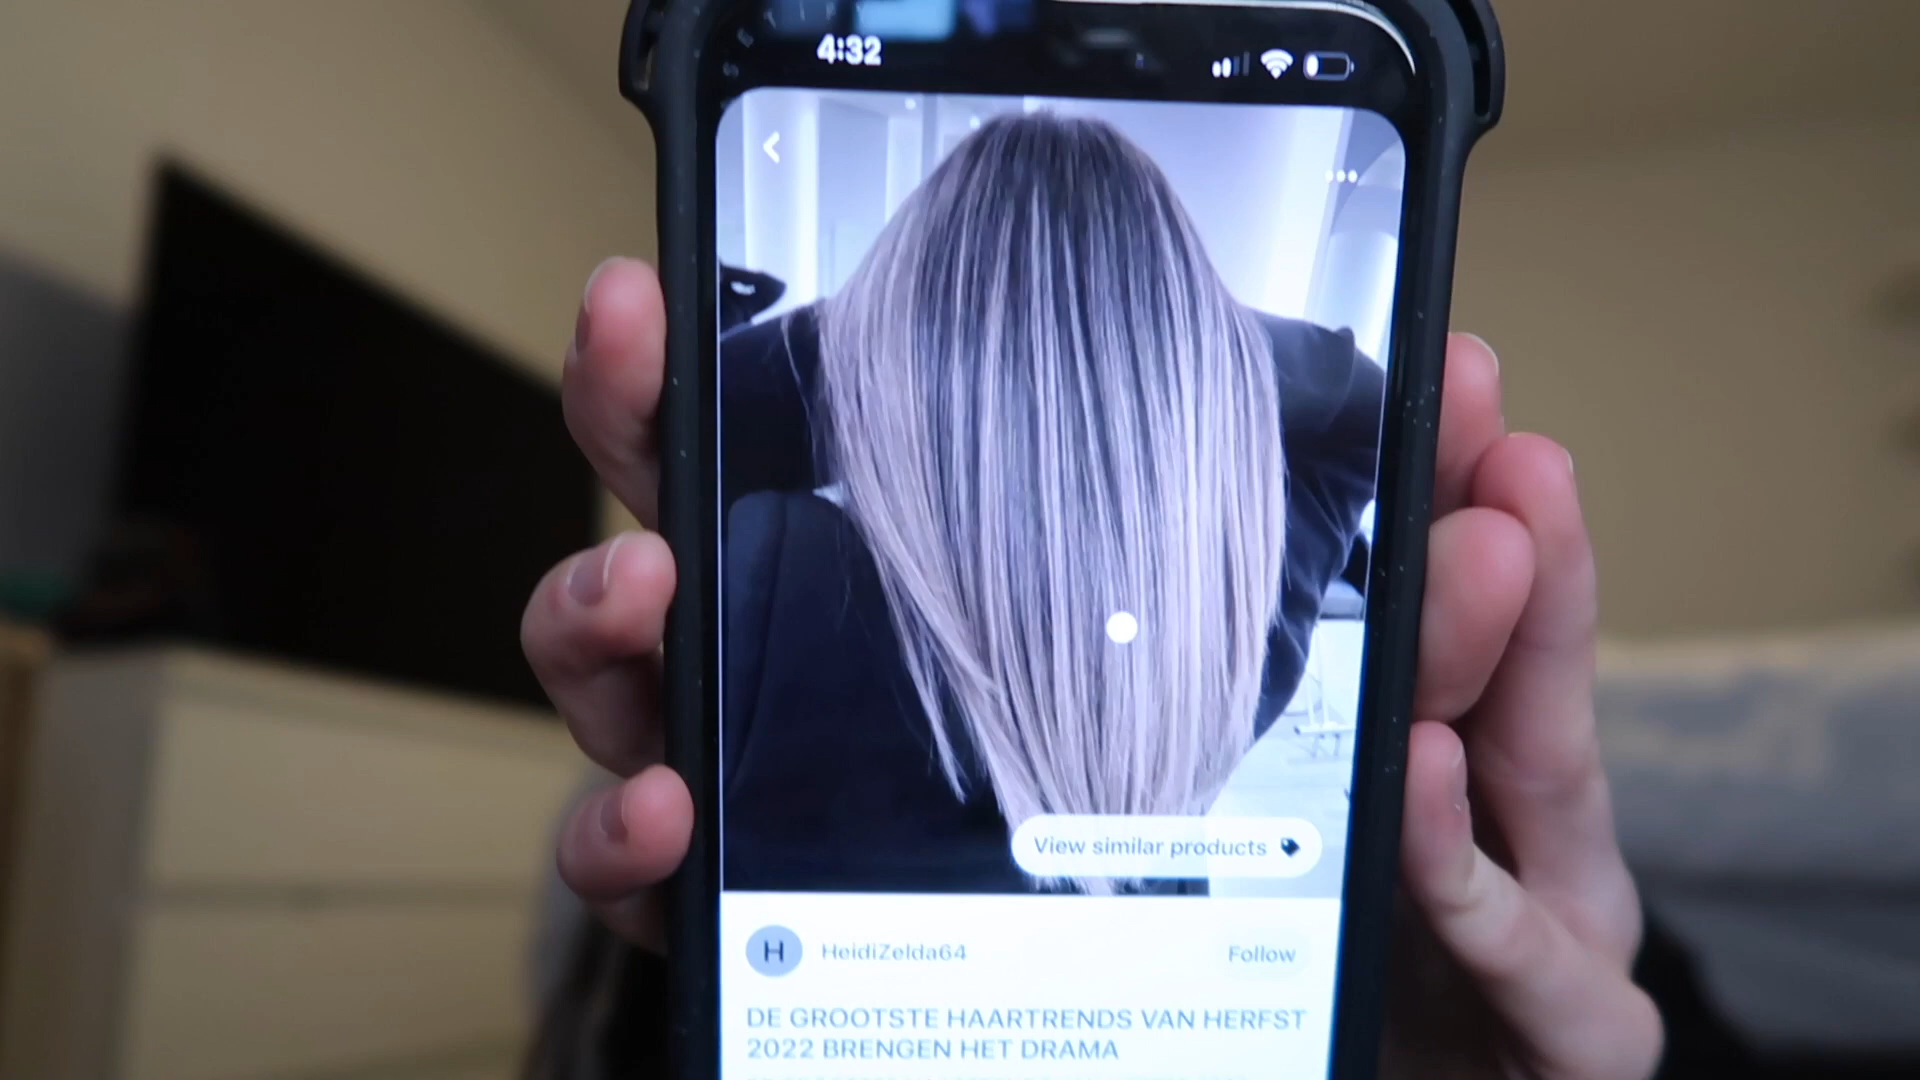 4:32
View similar products
H HeidiZelda64 Follow
DE GROOTSTE HAARTRENDS VAN HERFST
2022 BRENGEN HET DRAMA